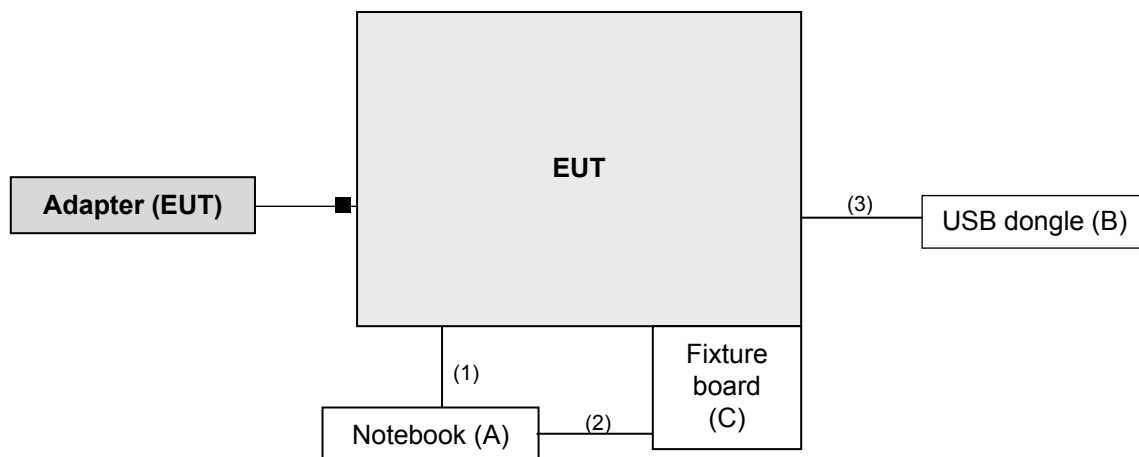 EUT
Adapter (EUT)
(3)
USB dongle (B)
(1)
Fixture
board
(C)
(2)
Notebook (A)